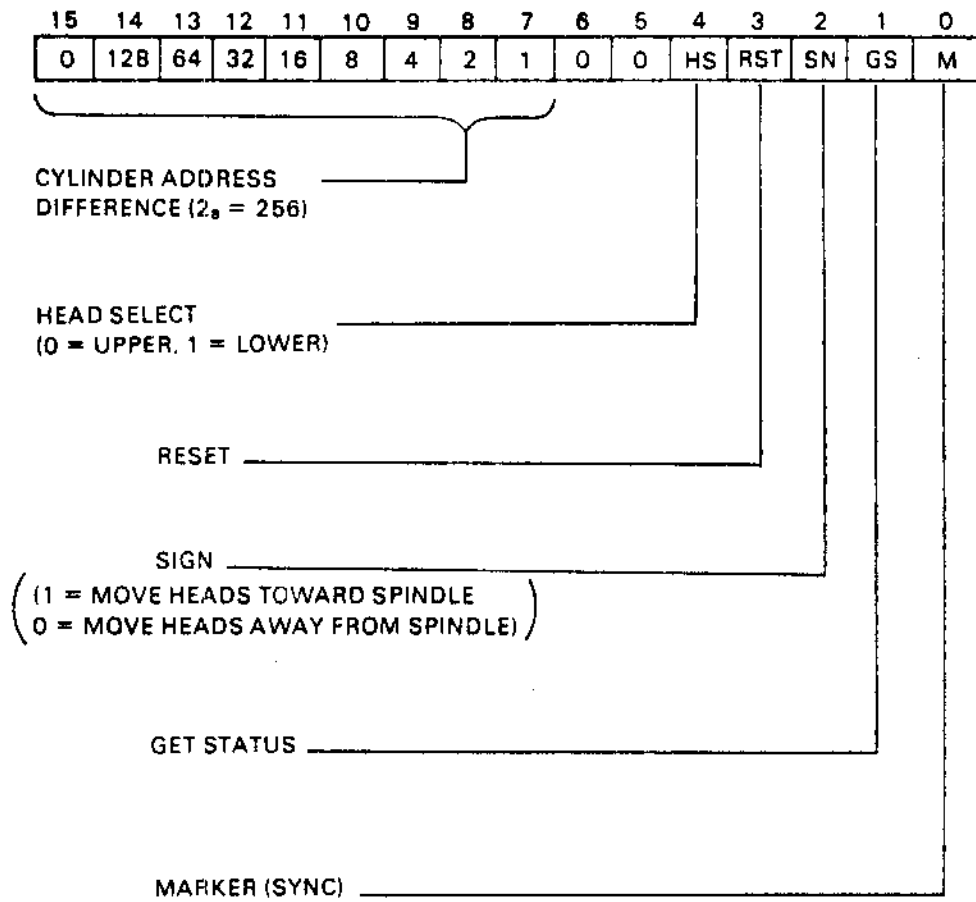 15 14 13 12 11 10 9 8 7 6 5 4 3 2 1 0
0 128 64 32 16 8 4 2 1 0 0 HS RST SN GS M
CYLINDER ADDRESS
DIFFERENCE (2₈ = 256)
HEAD SELECT
(0 = UPPER, 1 = LOWER)
RESET
SIGN
(1 = MOVE HEADS TOWARD SPINDLE
0 = MOVE HEADS AWAY FROM SPINDLE)
GET STATUS
MARKER (SYNC)